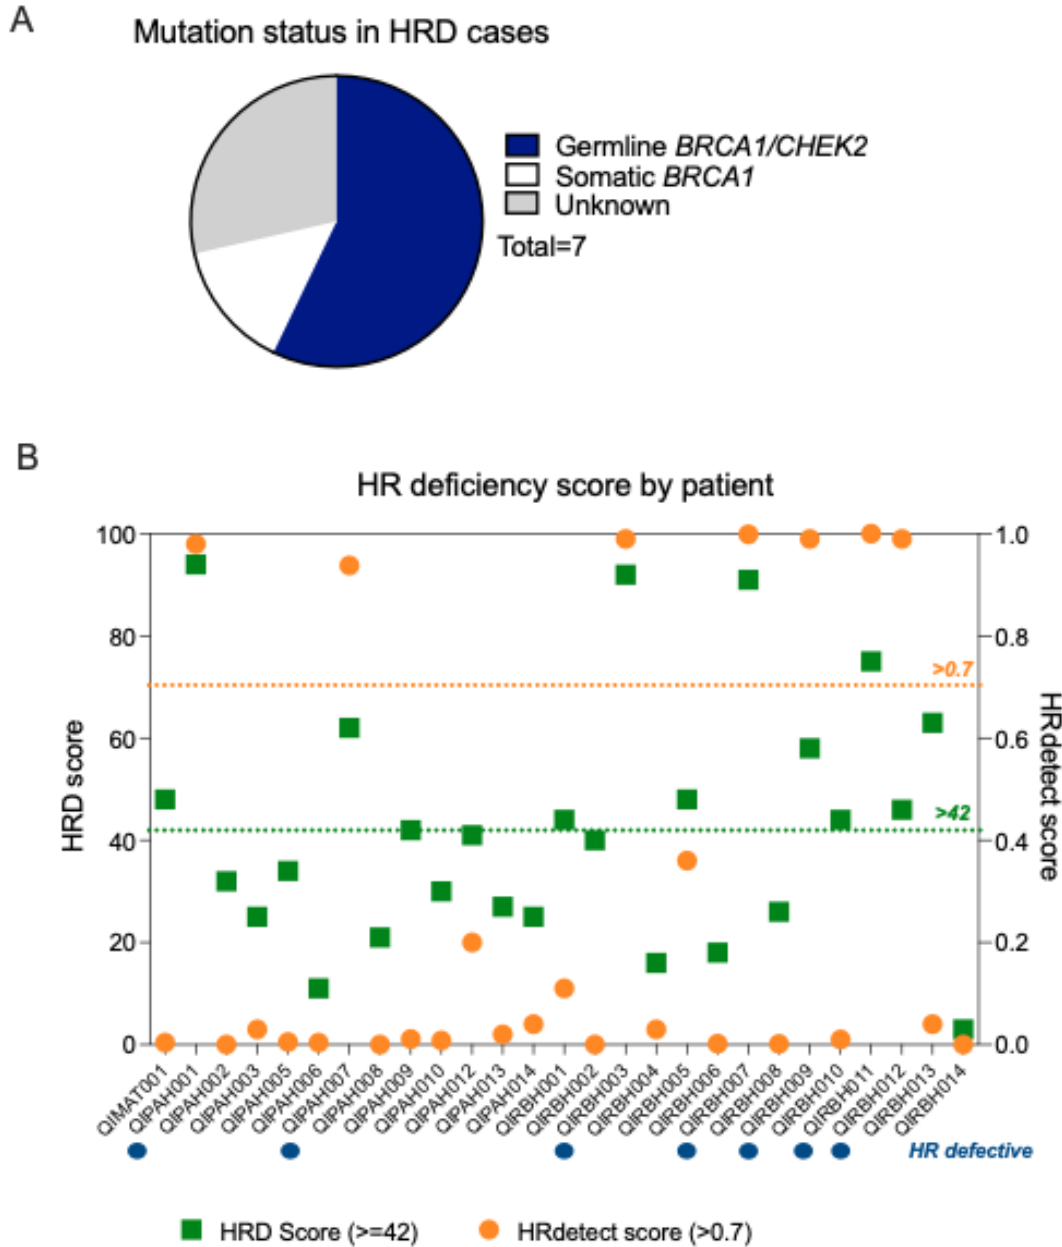 A
Mutation status in HRD cases
Germline BRCA1/CHEK2
Somatic BRCA1
Unknown
Total=7
B
HR deficiency score by patient
100
80
60
40
20
0
HRD score
1.0
0.8
0.6
0.4
0.2
0.0
HRdetect score
>0.7
>42
QIMAT001
QIPAH001
QIPAH002
QIPAH003
QIPAH005
QIPAH006
QIPAH007
QIPAH008
QIPAH009
QIPAH010
QIPAH012
QIPAH013
QIPAH014
QIRBH001
QIRBH002
QIRBH003
QIRBH004
QIRBH005
QIRBH006
QIRBH007
QIRBH008
QIRBH009
QIRBH010
QIRBH011
QIRBH012
QIRBH013
QIRBH014
HR defective
HRD Score (>=42)
HRdetect score (>0.7)